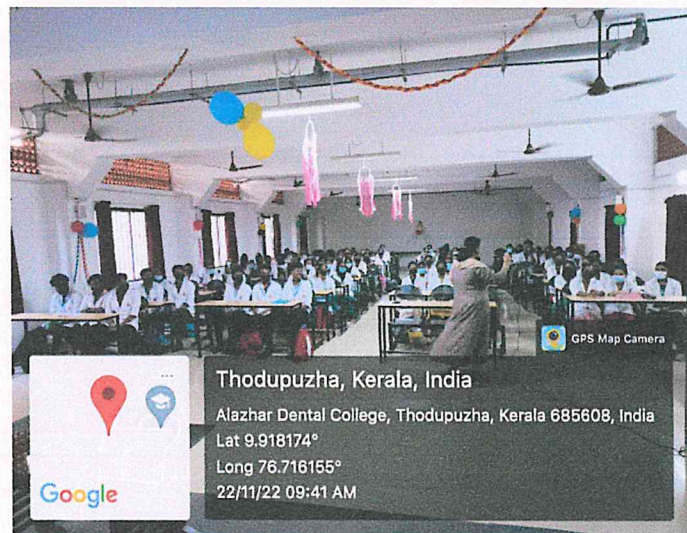 GPS Map Camera
Thodupuzha, Kerala, India
Alazhar Dental College, Thodupuzha, Kerala 685608, India
Lat 9.918174°
Long 76.716155°
22/11/22 09:41 AM
Google